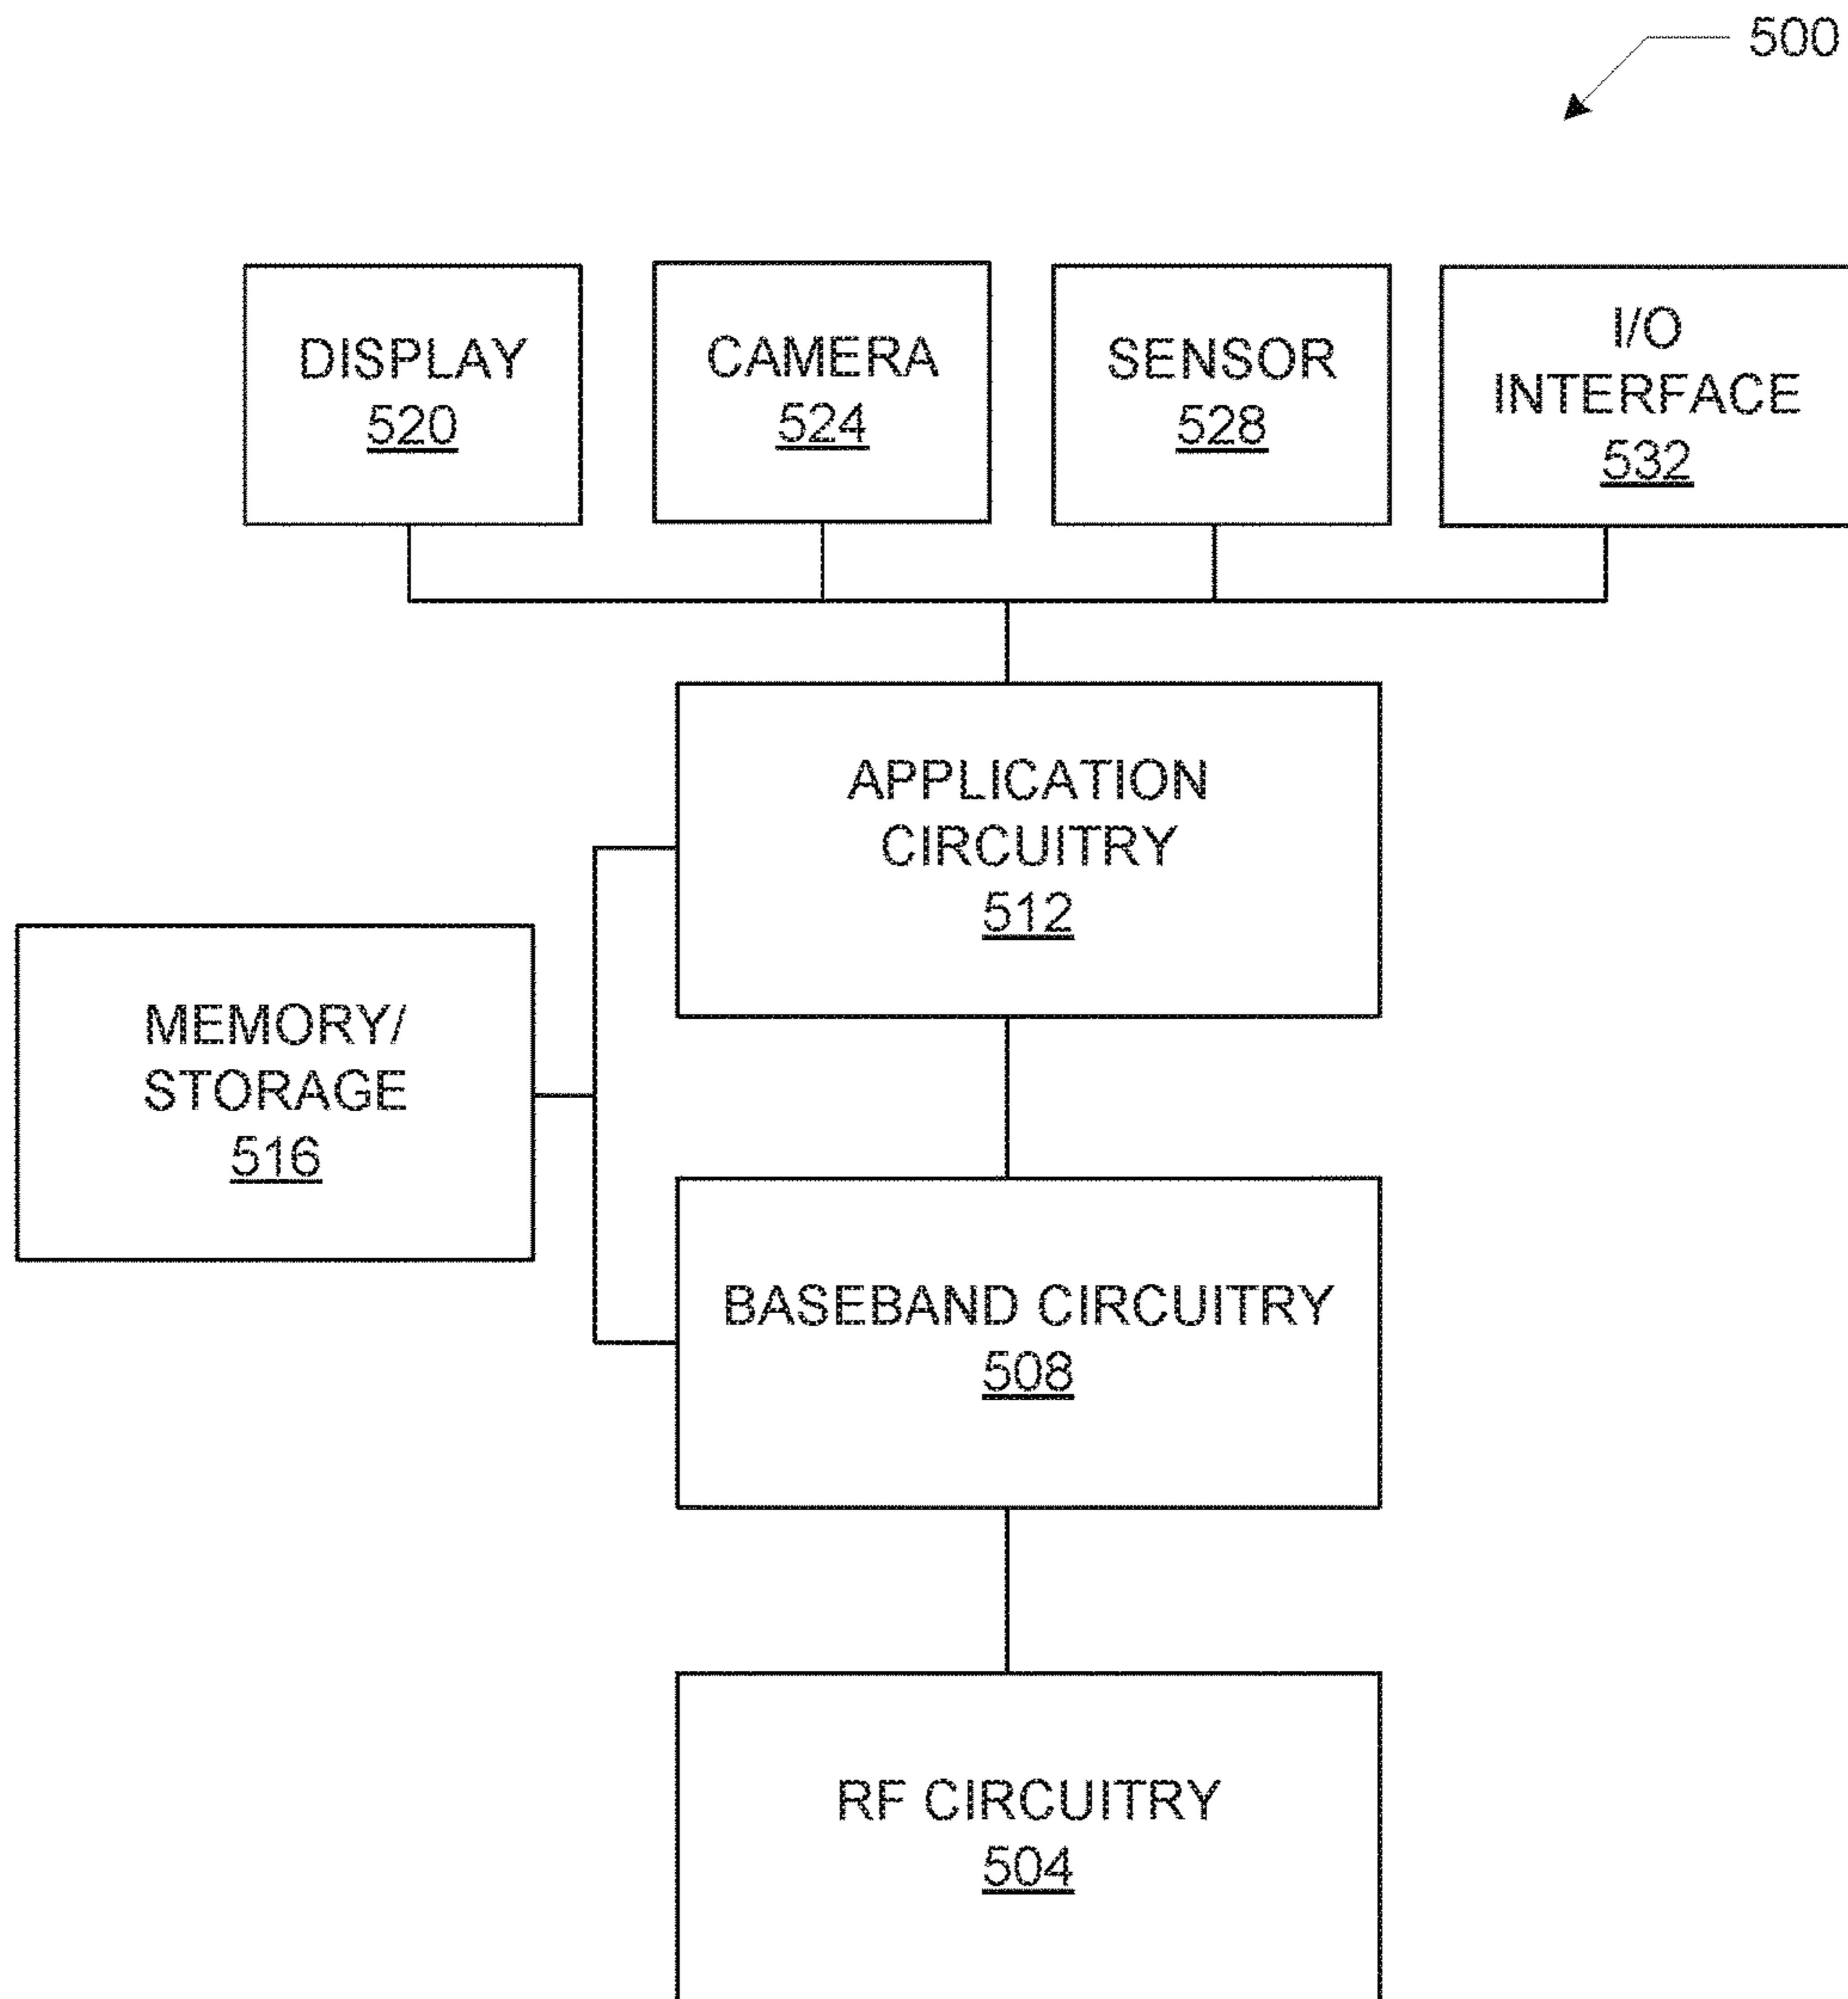 500
DISPLAY
520
CAMERA
524
SENSOR
528
I/O
INTERFACE
532
APPLICATION
CIRCUITRY
512
MEMORY/
STORAGE
516
BASEBAND CIRCUITRY
508
RF CIRCUITRY
504